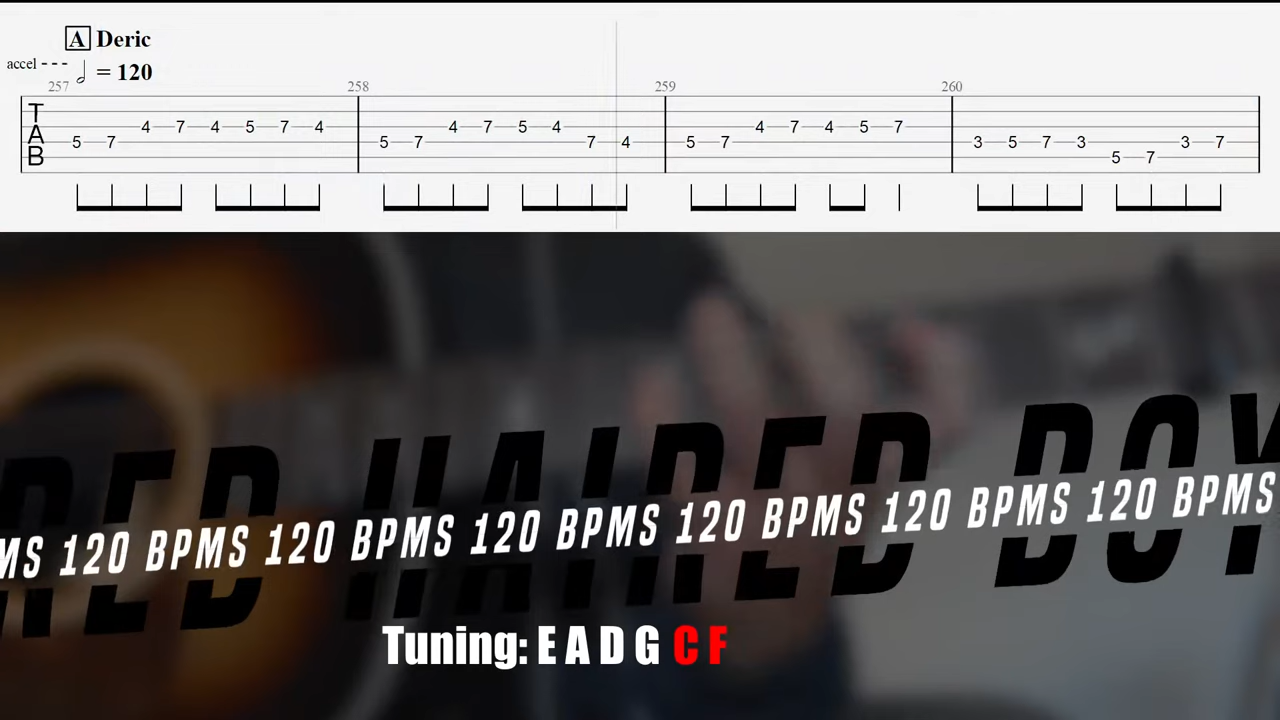 A Deric
accel - - - = 120
257 258 259 260
T
A
B
4 7 4 5 7 4 4 7 5 4 4 7 4 5 7
5 7 5 7 7 4 5 7 3 5 7 3
5 7 3 7
RED HAIRED BOY
MS 120 BPMS 120 BPMS 120 BPMS 120 BPMS 120 BPMS 120 BPMS
Tuning: E A D G C F